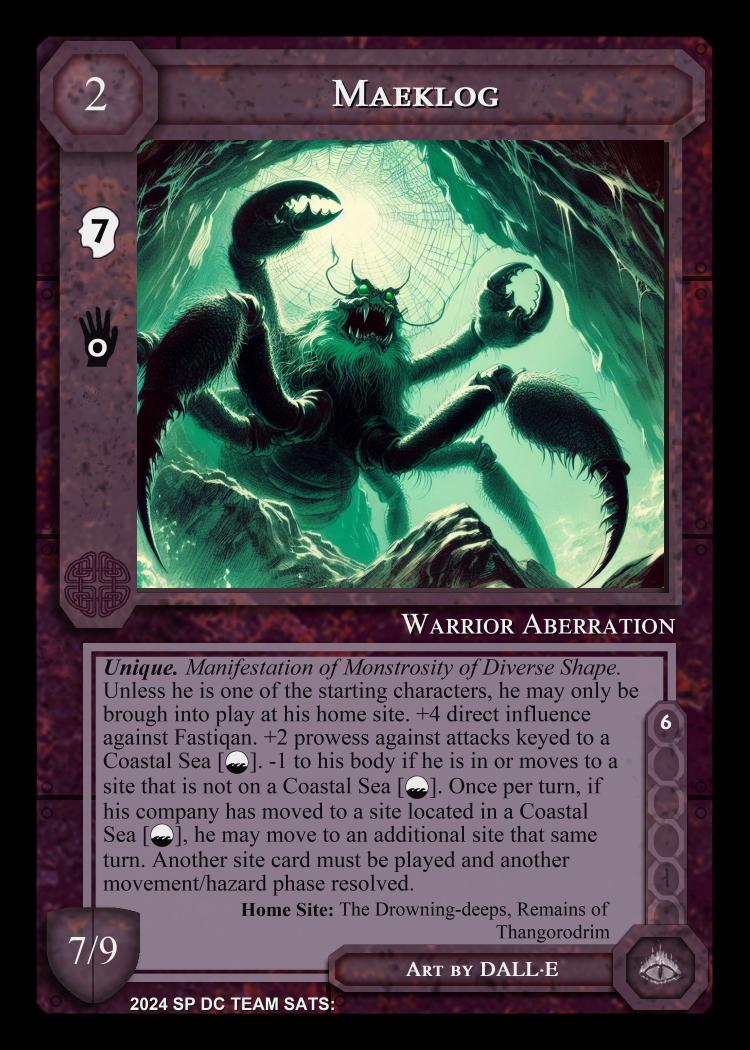 2
MAEKLOG
7
0
WARRIOR ABERRATION
Unique. Manifestation of Monstrosity of Diverse Shape.
Unless he is one of the starting characters, he may only be
brought into play at his home site. +4 direct influence
against Fastiqan. +2 prowess against attacks keyed to a
Coastal Sea [ ]. -1 to his body if he is in or moves to a
site that is not on a Coastal Sea [ ]. Once per turn, if
his company has moved to a site located in a Coastal
Sea [ ], he may move to an additional site that same
turn. Another site card must be played and another
movement/hazard phase resolved.
6
Home Site: The Drowning-deeps, Remains of
Thangorodrim
7/9
ART BY DALL·E
2024 SP DC TEAM SATS: